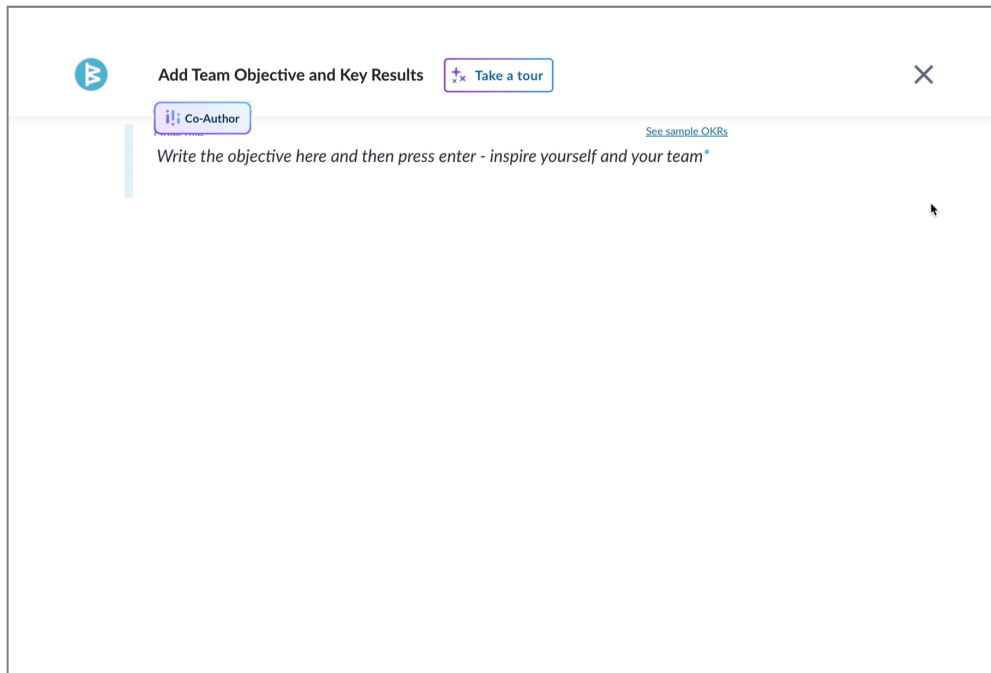 Add Team Objective and Key Results
Take a tour
Co-Author
See sample OKRs
Write the objective here and then press enter - inspire yourself and your team*